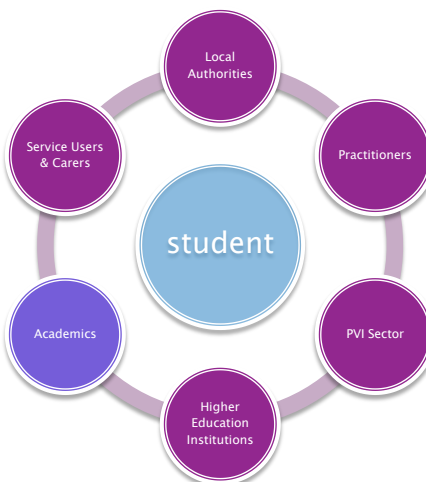 Local
Authorities
Service Users
& Carers
Practitioners
student
Academics
PVI Sector
Higher
Education
Institutions